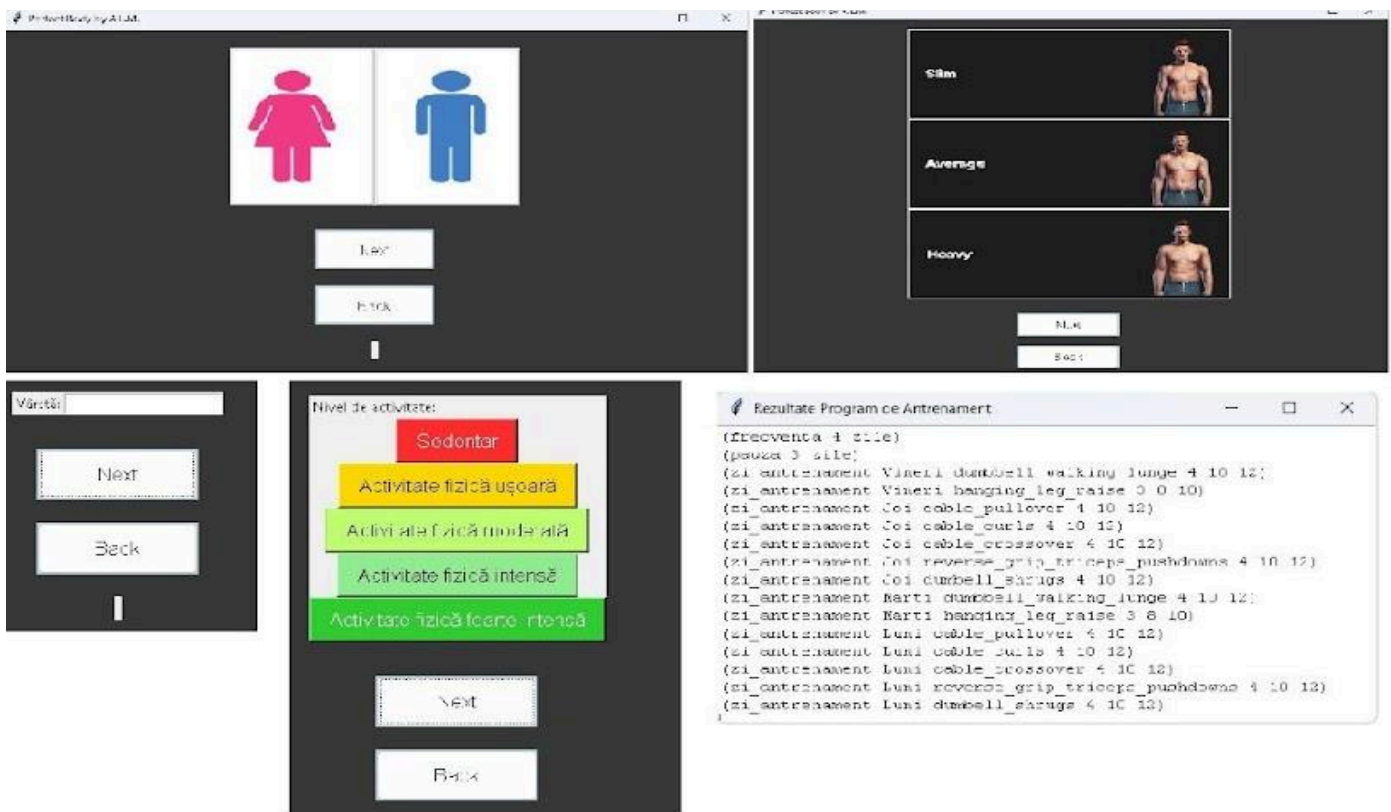 Slim
Average
Heavy
Next
Back
Next
Back
Vârstă:
Next
Back
Nivel de activitate:
Sedentar
Activitate fizică ușoară
Activitate fizică moderată
Activitate fizică intensă
Activitate fizică foarte intensă
Next
Back
Rezultate Program de Antrenament
(frecventa 4 zile)
(pauza 3 zile)
(zi_antrenament Vineri dumbbell_walking_lunge 4 10 12)
(zi_antrenament Vineri hanging_leg_raise 3 8 10)
(zi_antrenament Joi cable_pullover 4 10 12)
(zi_antrenament Joi cable_curls 4 10 12)
(zi_antrenament Joi cable_crossover 4 10 12)
(zi_antrenament Joi reverse_grip_triceps_pushdowns 4 10 12)
(zi_antrenament Joi dumbell_shrugs 4 10 12)
(zi_antrenament Marti dumbbell_walking_lunge 4 10 12)
(zi_antrenament Marti hanging_leg_raise 3 8 10)
(zi_antrenament Luni cable_pullover 4 10 12)
(zi_antrenament Luni cable_curls 4 10 12)
(zi_antrenament Luni cable_crossover 4 10 12)
(zi_antrenament Luni reverse_grip_triceps_pushdowns 4 10 12)
(zi_antrenament Luni dumbell_shrugs 4 10 12)